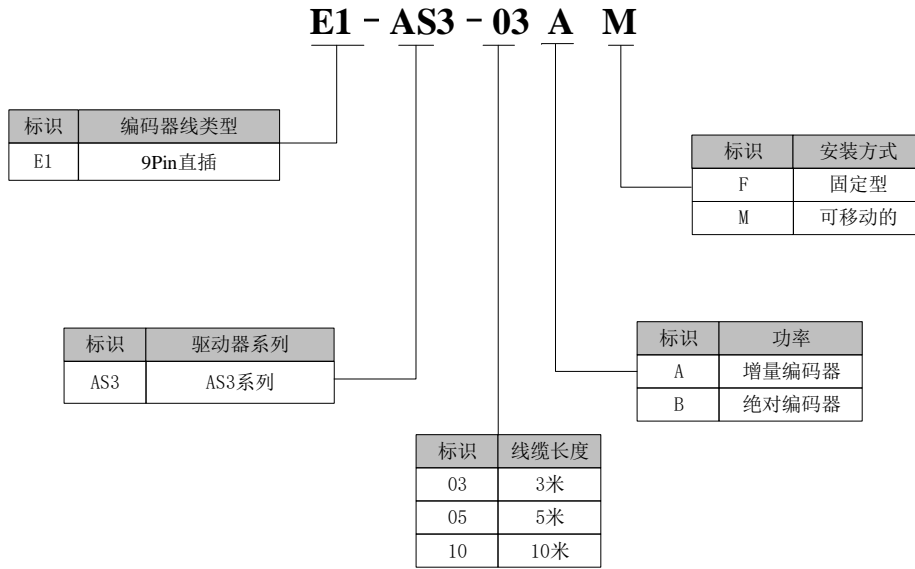 E1-AS3-03 A M
标识 编码器线类型
E1 9Pin直插
标识 安装方式
F 固定型
M 可移动的
标识 驱动器系列
AS3 AS3系列
标识 功率
A 增量编码器
B 绝对编码器
标识 线缆长度
03 3米
05 5米
10 10米